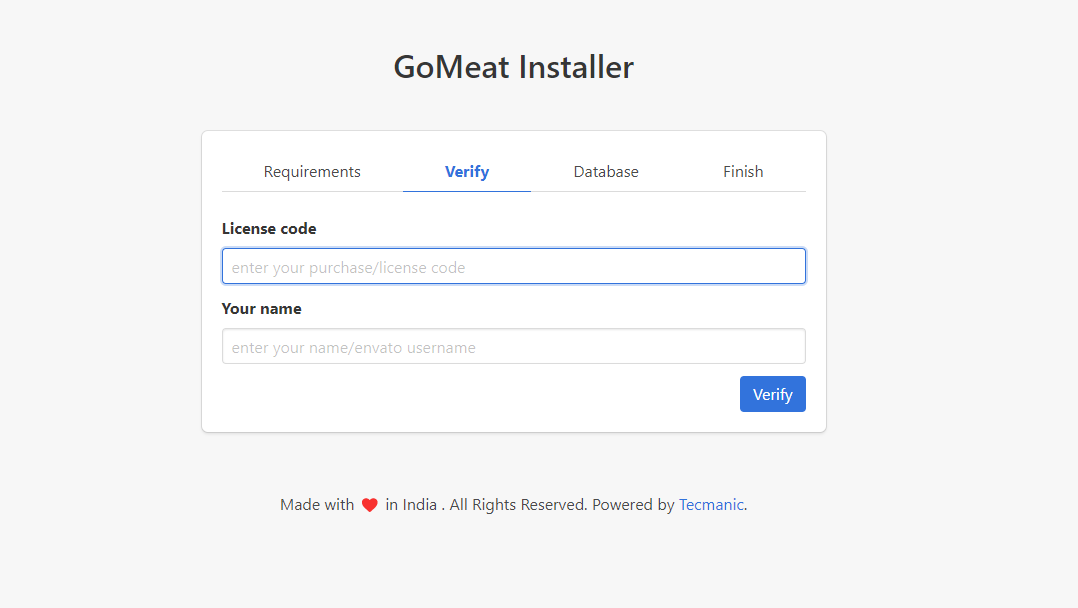 GoMeat Installer
Requirements Verify Database Finish
License code
enter your purchase/license code
Your name
enter your name/envato username
Verify
Made with ❤ in India . All Rights Reserved. Powered by Tecmanic.